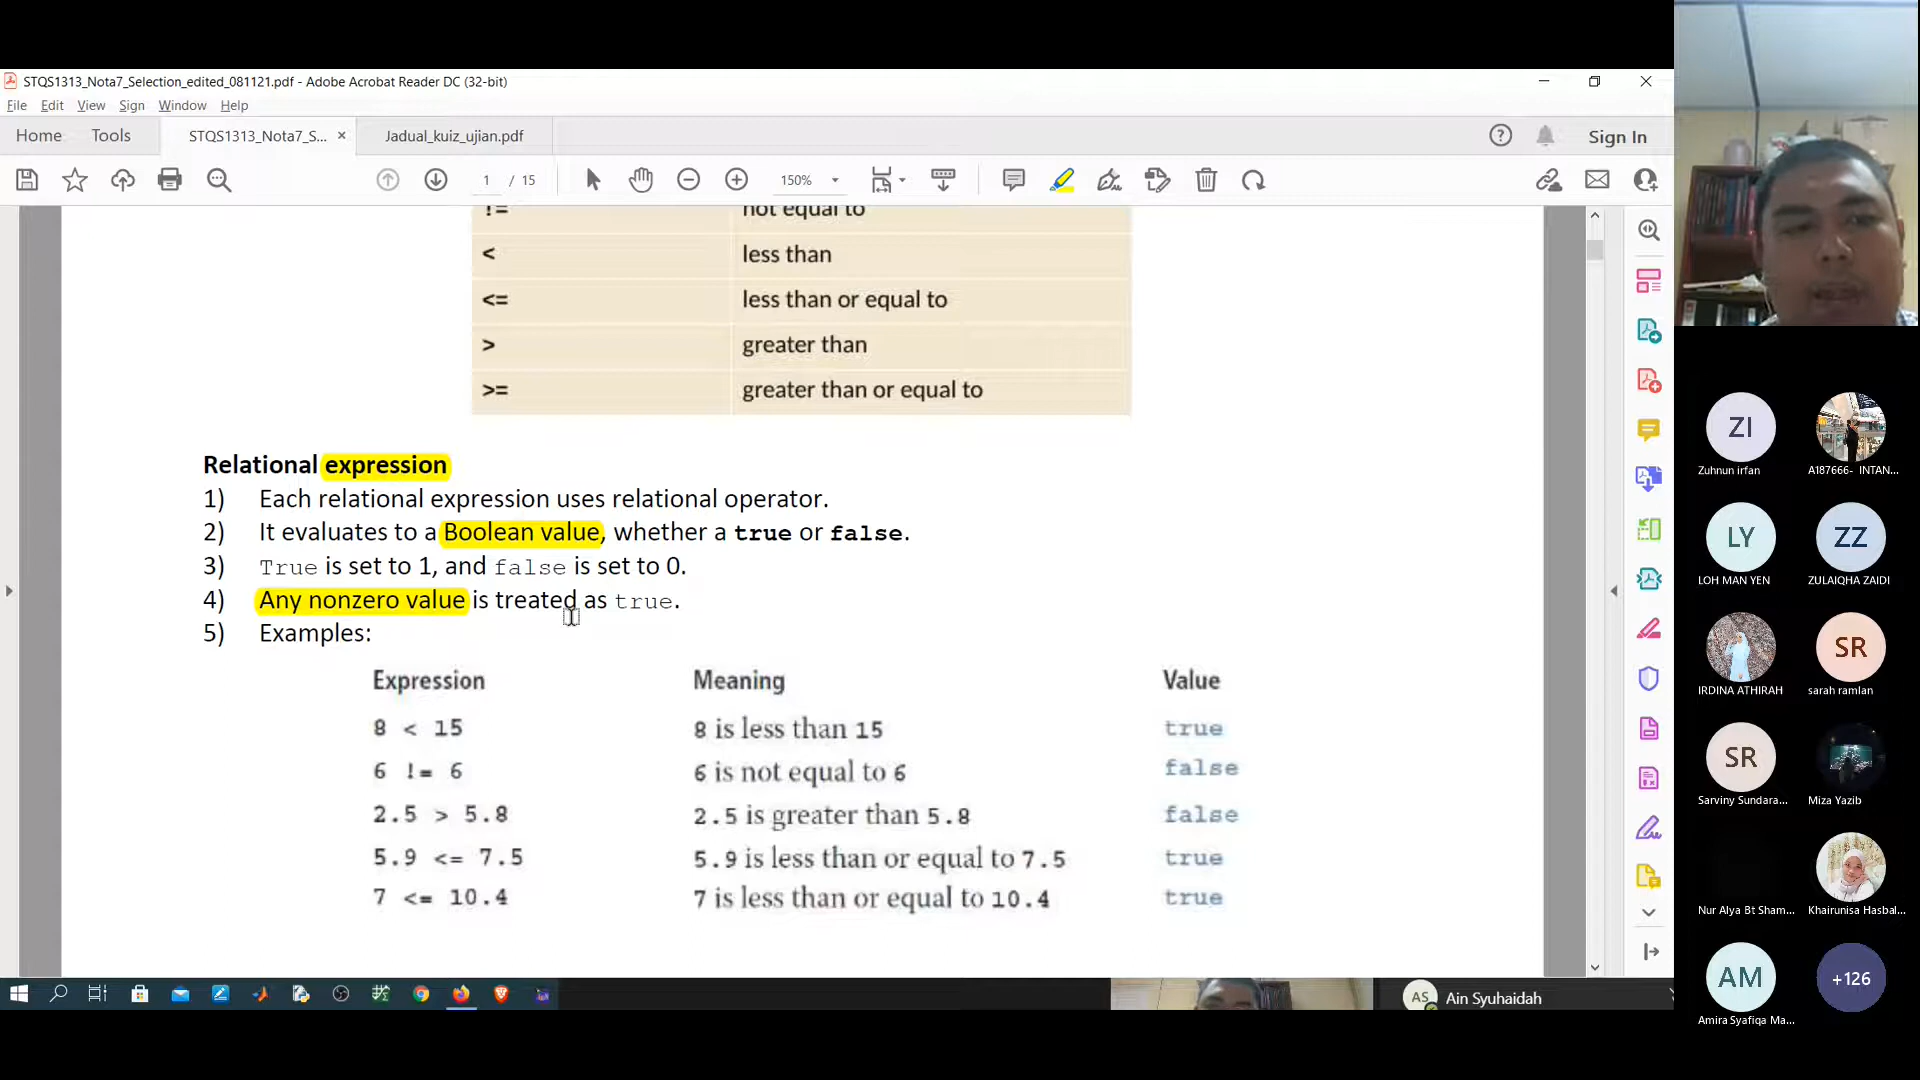 STQS1313_Nota7_Selection_edited_081121.pdf - Adobe Acrobat Reader DC (32-bit)
File Edit View Sign Window Help
Home Tools STQS1313_Nota7_S... × Jadual_kuiz_ujian.pdf Sign In
1 / 15 150%
!= not equal to
< less than
<= less than or equal to
> greater than
>= greater than or equal to
Relational expression
1) Each relational expression uses relational operator.
2) It evaluates to a Boolean value, whether a true or false.
3) True is set to 1, and false is set to 0.
4) Any nonzero value is treated as true.
5) Examples:
Expression Meaning Value
8 < 15 8 is less than 15 true
6 != 6 6 is not equal to 6 false
2.5 > 5.8 2.5 is greater than 5.8 false
5.9 <= 7.5 5.9 is less than or equal to 7.5 true
7 <= 10.4 7 is less than or equal to 10.4 true
AS Ain Syuhaidah
ZI
Zuhnun irfan A187666- INTAN...
LY ZZ
LOH MAN YEN ZULAIQHA ZAIDI
SR
IRDINA ATHIRAH sarah ramlan
SR
Sarviny Sundara... Miza Yazib
Nur Alya Bt Sham... Khairunisa Hasbal...
AM +126
Amira Syafiqa Ma...